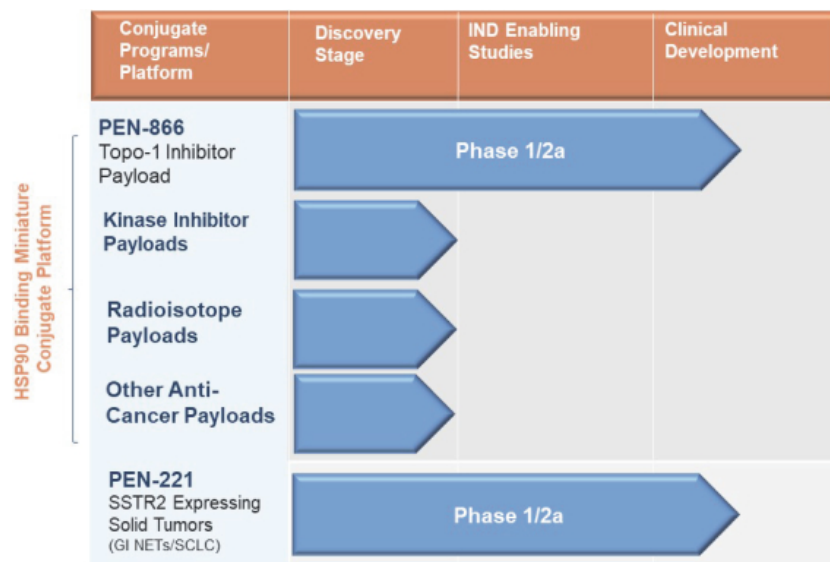 Conjugate
Programs/
Platform
Discovery
Stage
IND Enabling
Studies
Clinical
Development
HSP90 Binding Miniature
Conjugate Platform
PEN-866
Topo-1 Inhibitor
Payload
Phase 1/2a
Kinase Inhibitor
Payloads
Radioisotope
Payloads
Other Anti-
Cancer Payloads
PEN-221
SSTR2 Expressing
Solid Tumors
(GI NETs/SCLC)
Phase 1/2a